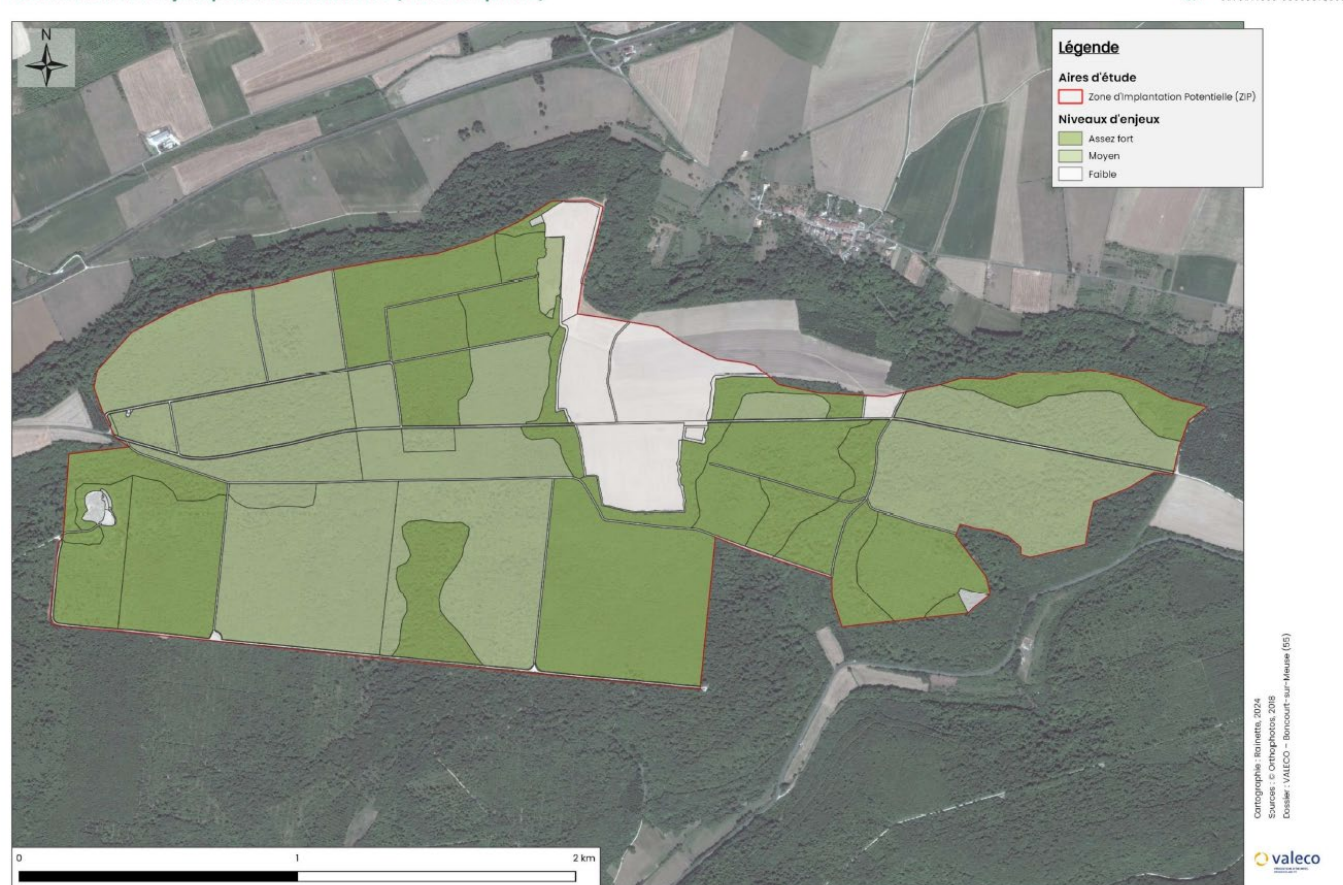 N
Légende
Aires d'étude
Zone d'Implantation Potentielle (ZIP)
Niveaux d'enjeux
Assez fort
Moyen
Faible
0 1 2 km
Cartographie : Rainette, 2024
Sources : © Orthophotos, 2018
Dossier : VALECO – Boncourt-sur-Meuse (55)
valeco